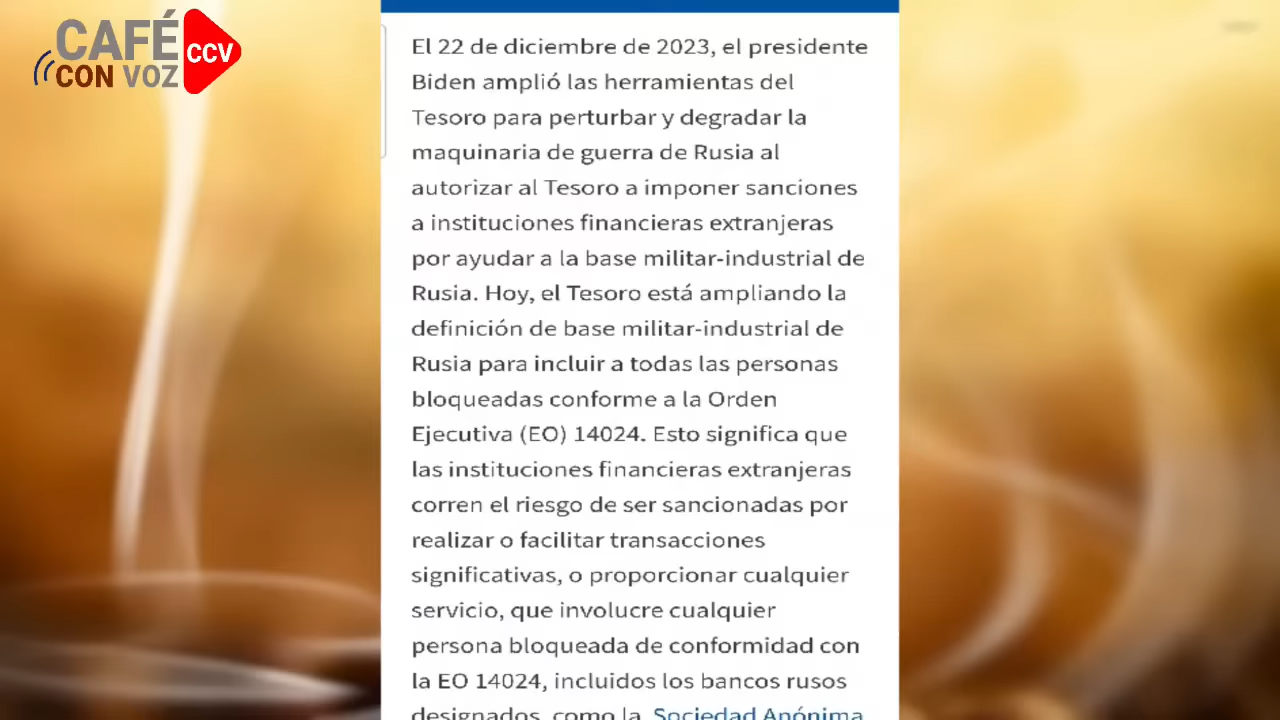 CAFÉ
CON VOZ
CCV
El 22 de diciembre de 2023, el presidente
Biden amplió las herramientas del
Tesoro para perturbar y degradar la
maquinaria de guerra de Rusia al
autorizar al Tesoro a imponer sanciones
a instituciones financieras extranjeras
por ayudar a la base militar-industrial de
Rusia. Hoy, el Tesoro está ampliando la
definición de base militar-industrial de
Rusia para incluir a todas las personas
bloqueadas conforme a la Orden
Ejecutiva (EO) 14024. Esto significa que
las instituciones financieras extranjeras
corren el riesgo de ser sancionadas por
realizar o facilitar transacciones
significativas, o proporcionar cualquier
servicio, que involucre cualquier
persona bloqueada de conformidad con
la EO 14024, incluidos los bancos rusos
designados, como la Sociedad Anónima